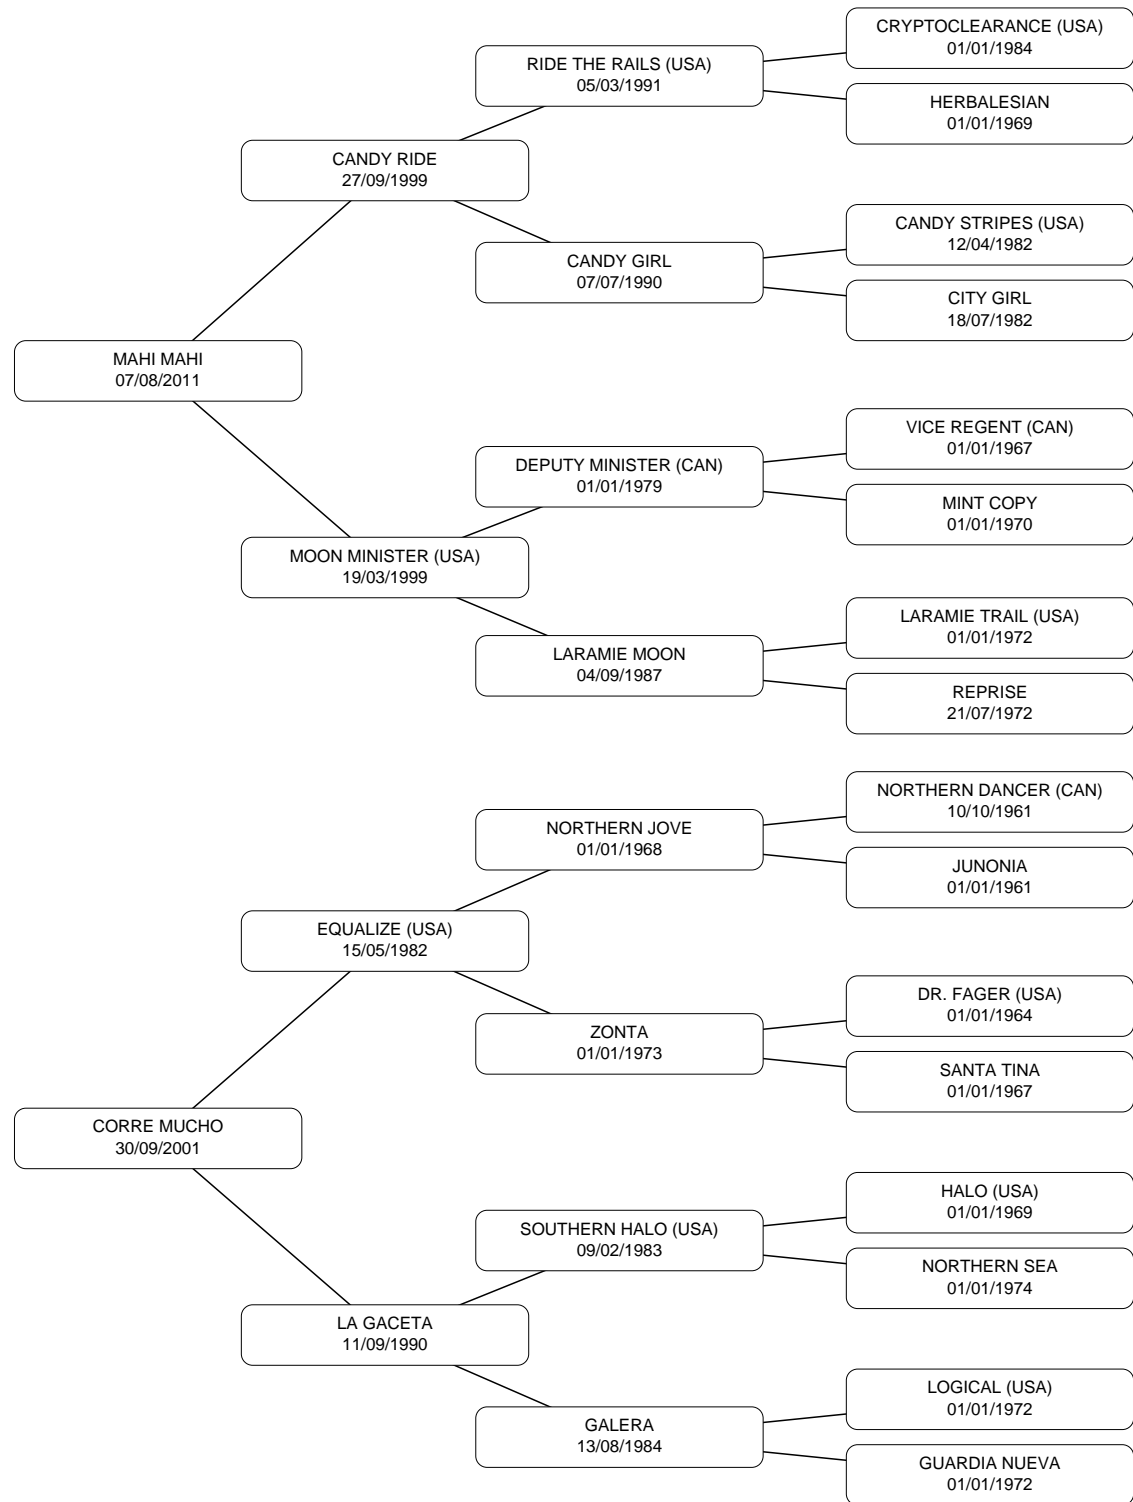 CRYPTOCLEARANCE (USA)
01/01/1984
RIDE THE RAILS (USA)
05/03/1991
HERBALESIAN
01/01/1969
CANDY RIDE
27/09/1999
CANDY STRIPES (USA)
12/04/1982
CANDY GIRL
07/07/1990
CITY GIRL
18/07/1982
MAHI MAHI
07/08/2011
VICE REGENT (CAN)
01/01/1967
DEPUTY MINISTER (CAN)
01/01/1979
MINT COPY
01/01/1970
MOON MINISTER (USA)
19/03/1999
LARAMIE TRAIL (USA)
01/01/1972
LARAMIE MOON
04/09/1987
REPRISE
21/07/1972
NORTHERN DANCER (CAN)
10/10/1961
NORTHERN JOVE
01/01/1968
JUNONIA
01/01/1961
EQUALIZE (USA)
15/05/1982
DR. FAGER (USA)
01/01/1964
ZONTA
01/01/1973
SANTA TINA
01/01/1967
CORRE MUCHO
30/09/2001
HALO (USA)
01/01/1969
SOUTHERN HALO (USA)
09/02/1983
NORTHERN SEA
01/01/1974
LA GACETA
11/09/1990
LOGICAL (USA)
01/01/1972
GALERA
13/08/1984
GUARDIA NUEVA
01/01/1972